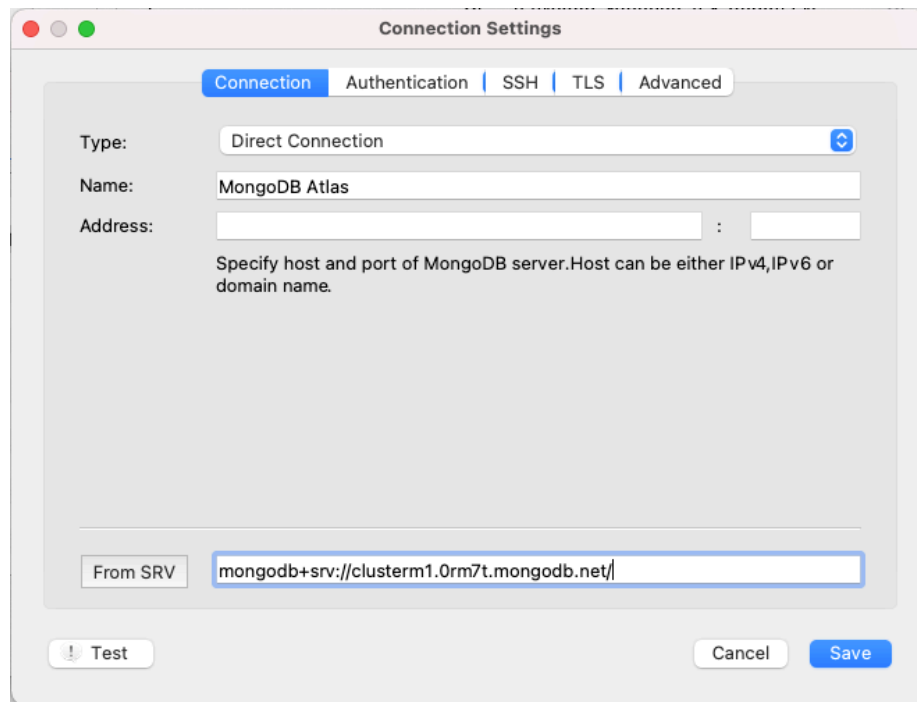 Connection Settings
Connection Authentication SSH TLS Advanced
Type: Direct Connection
Name: MongoDB Atlas
Address: :
Specify host and port of MongoDB server.Host can be either IPv4,IPv6 or
domain name.
From SRV mongodb+srv://clusterm1.0rm7t.mongodb.net/
! Test Cancel Save